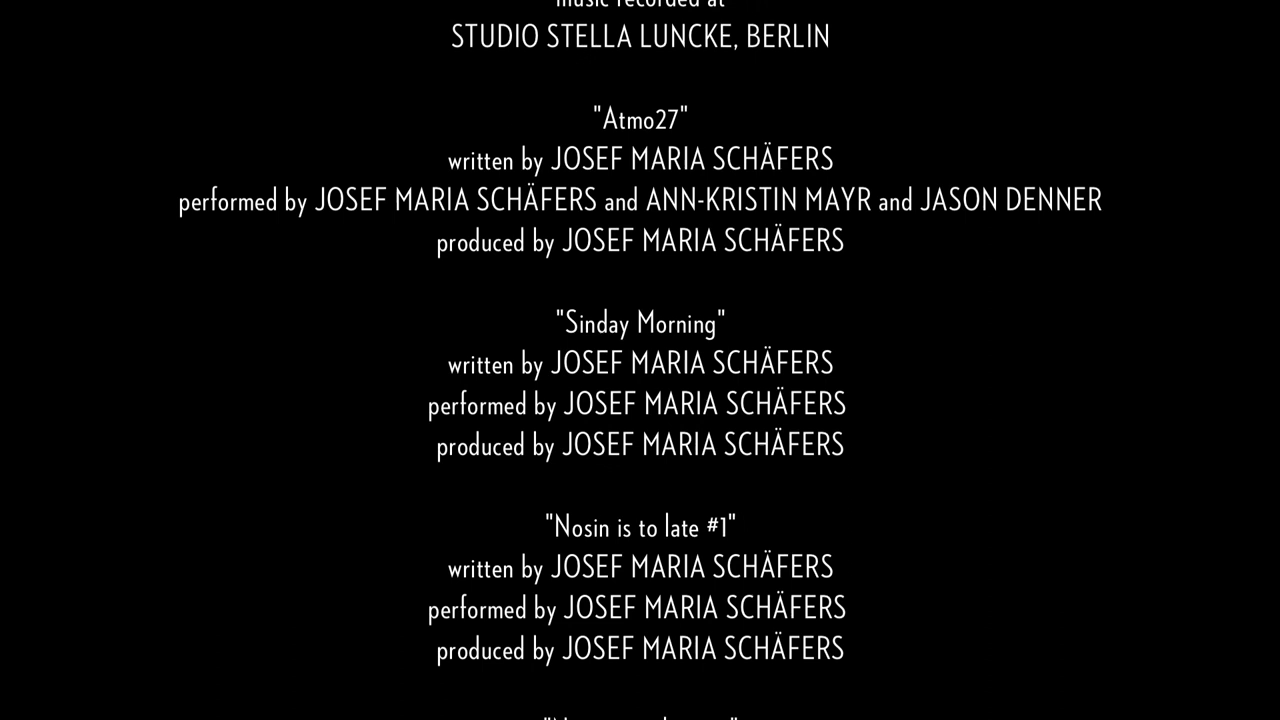 music recorded at
STUDIO STELLA LUNCKE, BERLIN
"Atmo27"
written by JOSEF MARIA SCHÄFERS
performed by JOSEF MARIA SCHÄFERS and ANN-KRISTIN MAYR and JASON DENNER
produced by JOSEF MARIA SCHÄFERS
"Sinday Morning"
written by JOSEF MARIA SCHÄFERS
performed by JOSEF MARIA SCHÄFERS
produced by JOSEF MARIA SCHÄFERS
"Nosin is to late #1"
written by JOSEF MARIA SCHÄFERS
performed by JOSEF MARIA SCHÄFERS
produced by JOSEF MARIA SCHÄFERS